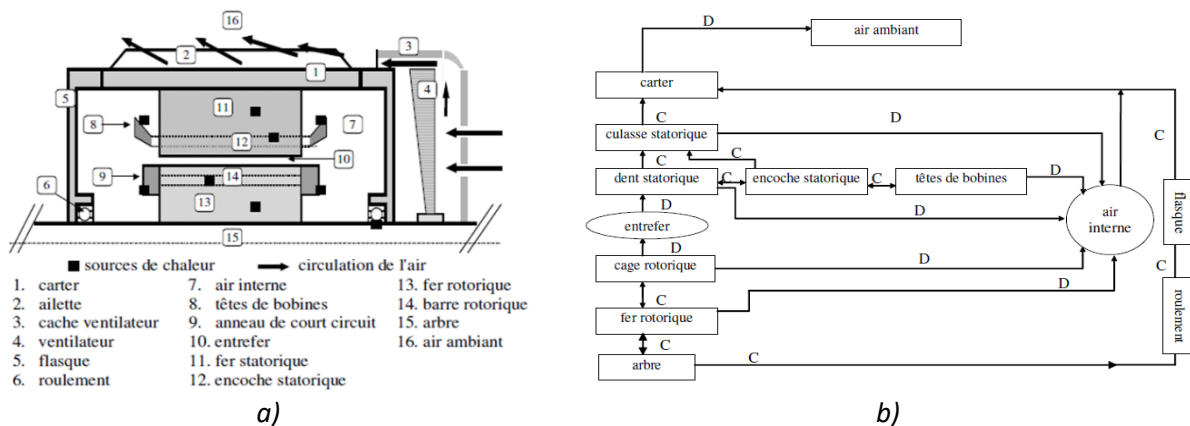 16
2
3
1
4
5
11
8
7
12
10
9
14
6
13
15
sources de chaleur
circulation de l'air
1. carter
2. ailette
3. cache ventilateur
4. ventilateur
5. flasque
6. roulement
7. air interne
8. têtes de bobines
9. anneau de court circuit
10. entrefer
11. fer statorique
12. encoche statorique
13. fer rotorique
14. barre rotorique
15. arbre
16. air ambiant
a)
D
air ambiant
carter
C
D
culasse statorique
C
C
C
dent statorique
C
encoche statorique
C
têtes de bobines
D
D
D
entrefer
air
interne
flasque
D
cage rotorique
D
C
C
D
fer rotorique
roulement
C
C
arbre
b)